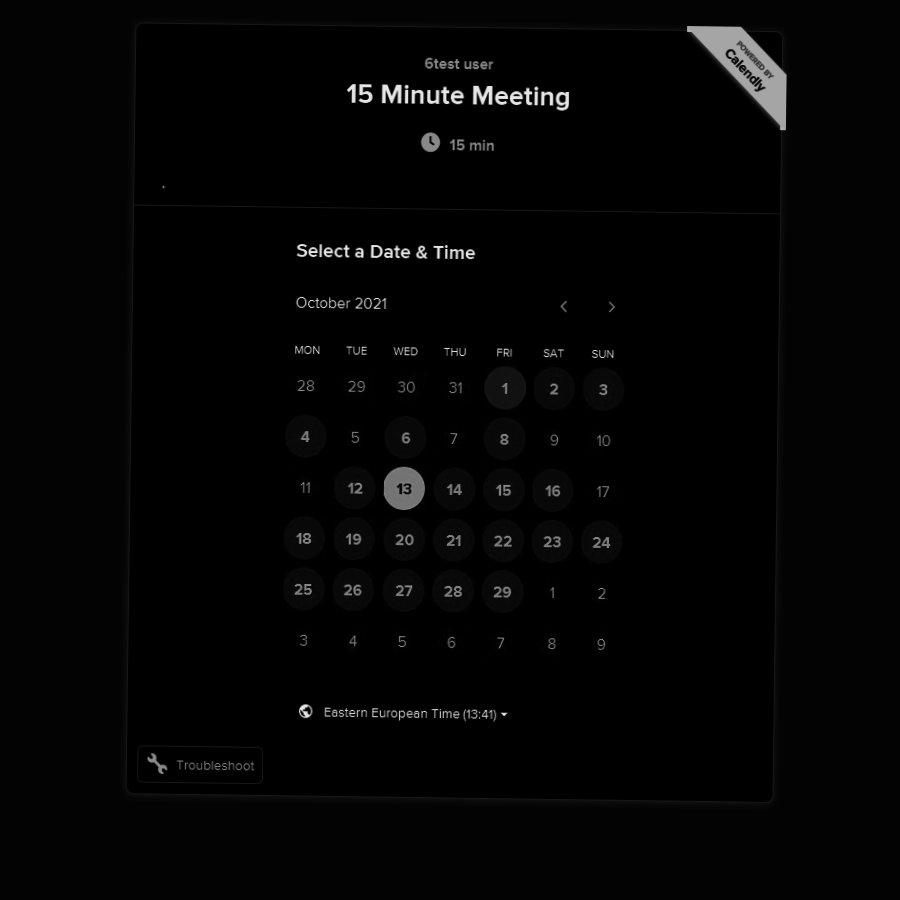 POWERED BY
Calendly
6test user
15 Minute Meeting
15 min
Select a Date & Time
October 2021
MON TUE WED THU FRI SAT SUN
28 29 30 31 1 2 3
4 5 6 7 8 9 10
11 12 13 14 15 16 17
18 19 20 21 22 23 24
25 26 27 28 29 1 2
3 4 5 6 7 8 9
Eastern European Time (13:41)
Troubleshoot